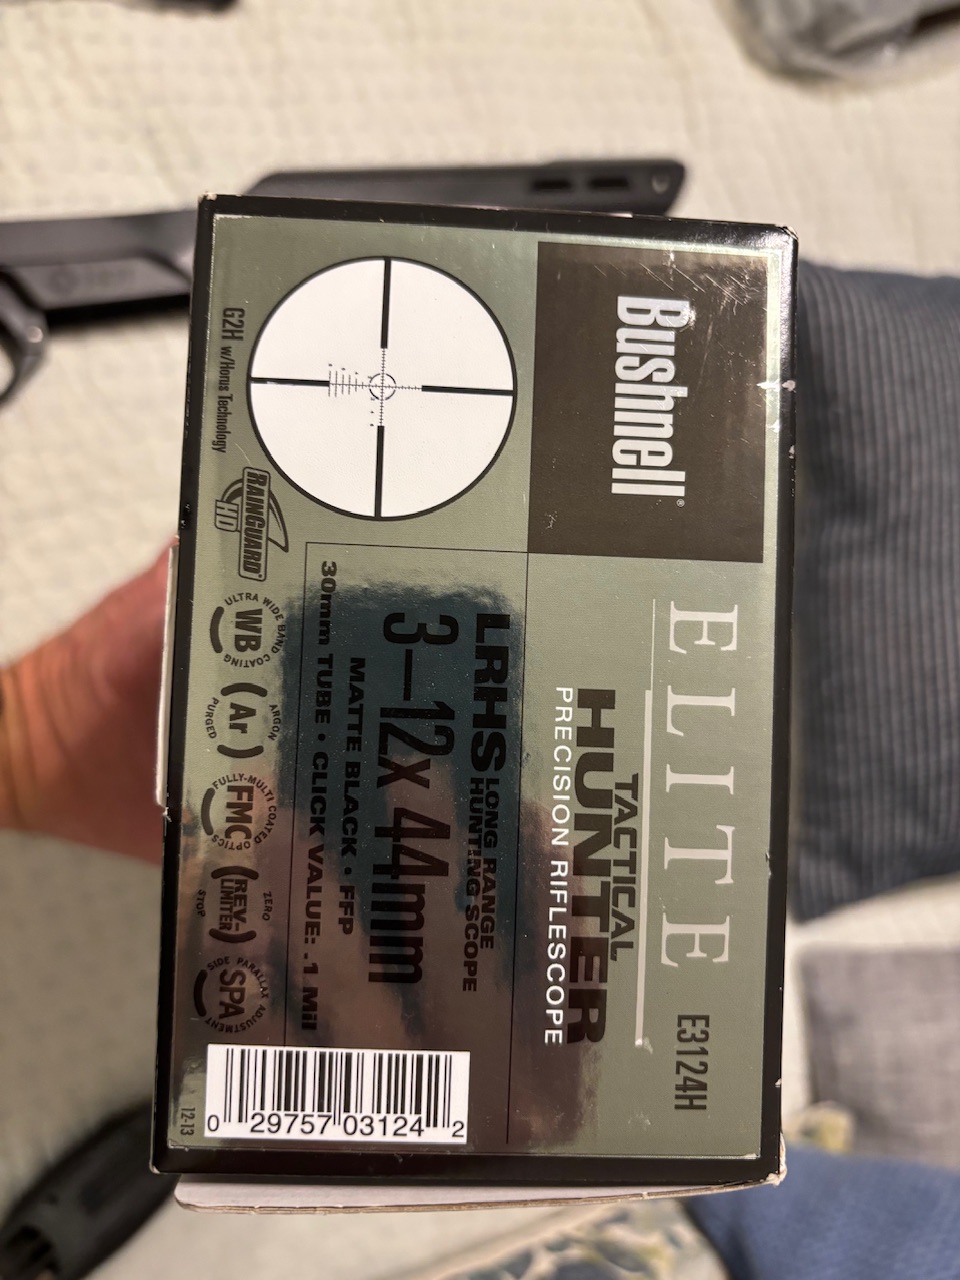 Bushnell®
ELITE E3124H
TACTICAL
HUNTER
PRECISION RIFLESCOPE
LRHS LONG RANGE
HUNTING SCOPE
3–12x 44mm
MATTE BLACK • FFP
30mm TUBE • CLICK VALUE: .1 Mil
G2H w/Horus Technology
RAINGUARD®
HD
ULTRA WIDE BAND
WB
COATING
ARGON
Ar
PURGED
FULLY-MULTI COATED
FMC
OPTICS
ZERO
REV-
LIMITER
STOP
SIDE PARALLAX ADJUSTMENT
SPA
0 29757 03124 2
12-13